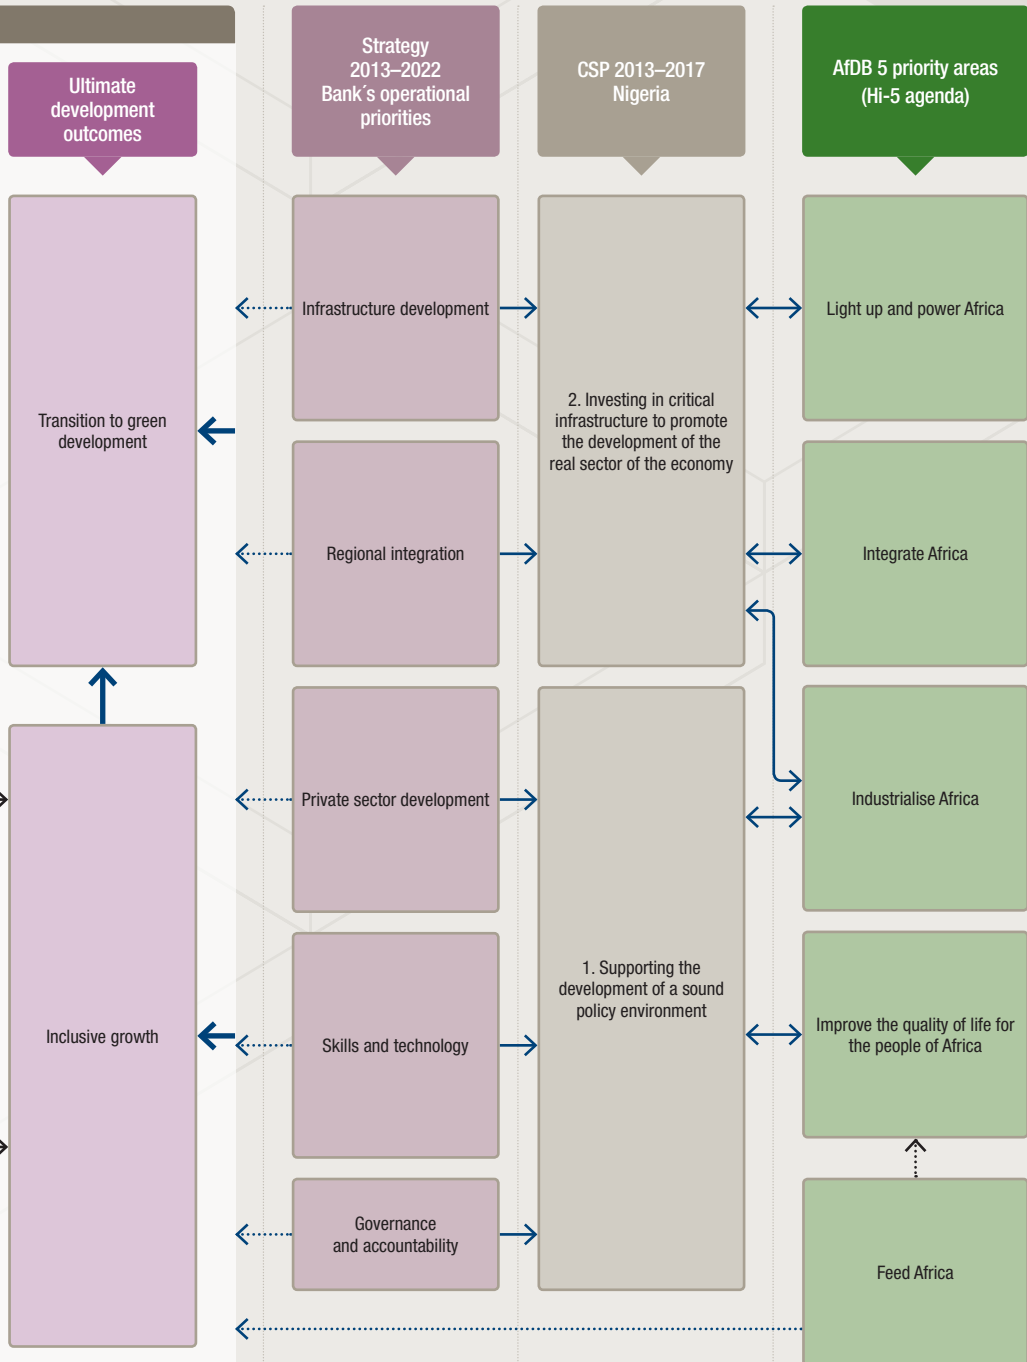 Ultimate
development
outcomes
Transition to green
development
Inclusive growth
Strategy
2013–2022
Bank´s operational
priorities
Infrastructure development
Regional integration
Private sector development
Skills and technology
Governance
and accountability
CSP 2013–2017
Nigeria
2. Investing in critical
infrastructure to promote
the development of the
real sector of the economy
1. Supporting the
development of a sound
policy environment
AfDB 5 priority areas
(Hi-5 agenda)
Light up and power Africa
Integrate Africa
Industrialise Africa
Improve the quality of life for
the people of Africa
Feed Africa